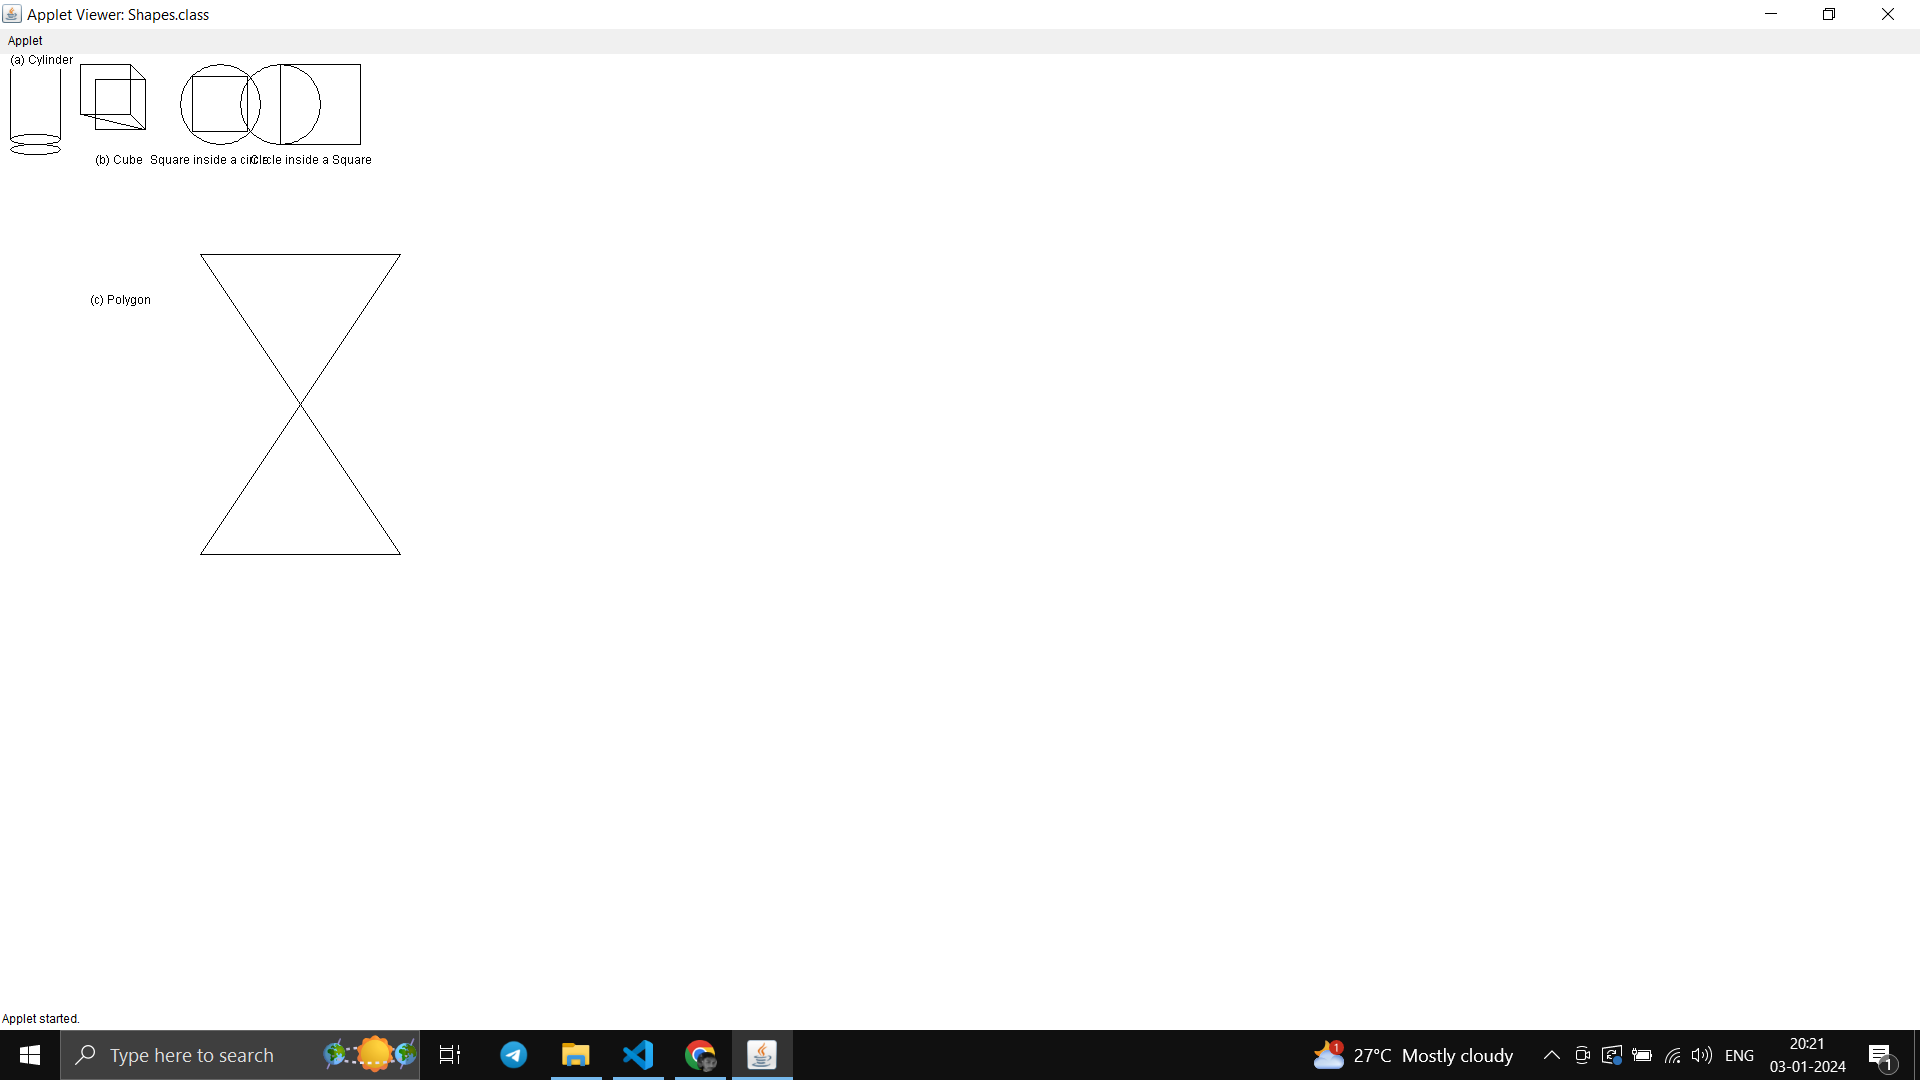 Applet Viewer: Shapes.class
Applet
(a) Cylinder
(b) Cube Square inside a circle Circle inside a Square
(c) Polygon
Applet started.
Type here to search
1
27°C Mostly cloudy
ENG
20:21
03-01-2024
1